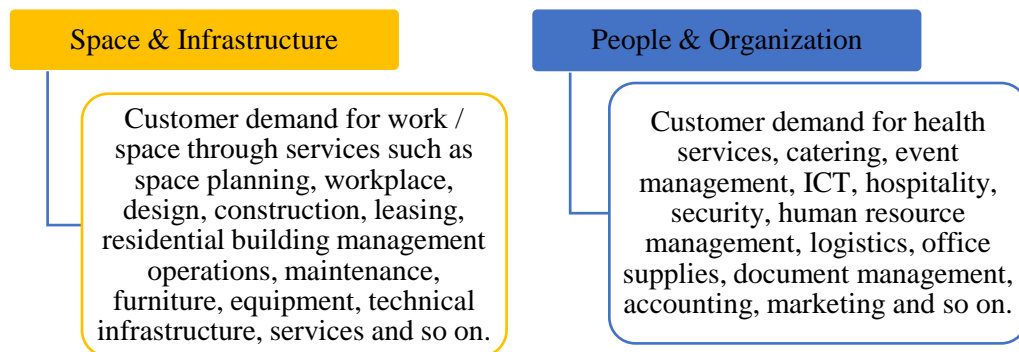 Space & Infrastructure
Customer demand for work /
space through services such as
space planning, workplace,
design, construction, leasing,
residential building management
operations, maintenance,
furniture, equipment, technical
infrastructure, services and so on.
People & Organization
Customer demand for health
services, catering, event
management, ICT, hospitality,
security, human resource
management, logistics, office
supplies, document management,
accounting, marketing and so on.